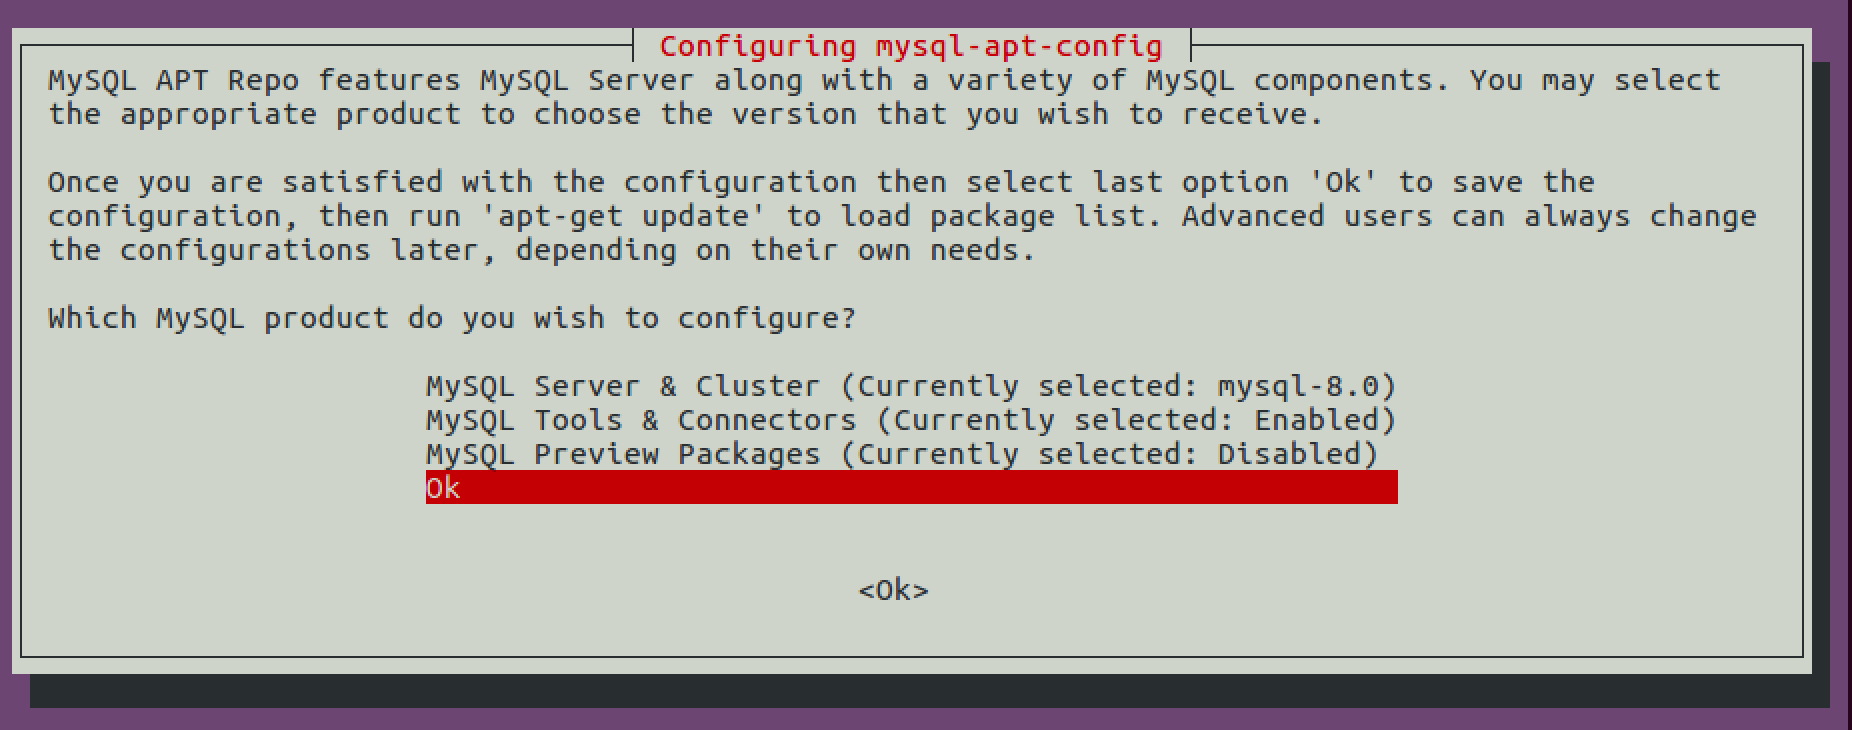 Configuring mysql-apt-config
MySQL APT Repo features MySQL Server along with a variety of MySQL components. You may select
the appropriate product to choose the version that you wish to receive.
Once you are satisfied with the configuration then select last option 'Ok' to save the
configuration, then run 'apt-get update' to load package list. Advanced users can always change
the configurations later, depending on their own needs.
Which MySQL product do you wish to configure?
MySQL Server & Cluster (Currently selected: mysql-8.0)
MySQL Tools & Connectors (Currently selected: Enabled)
MySQL Preview Packages (Currently selected: Disabled)
Ok
<Ok>